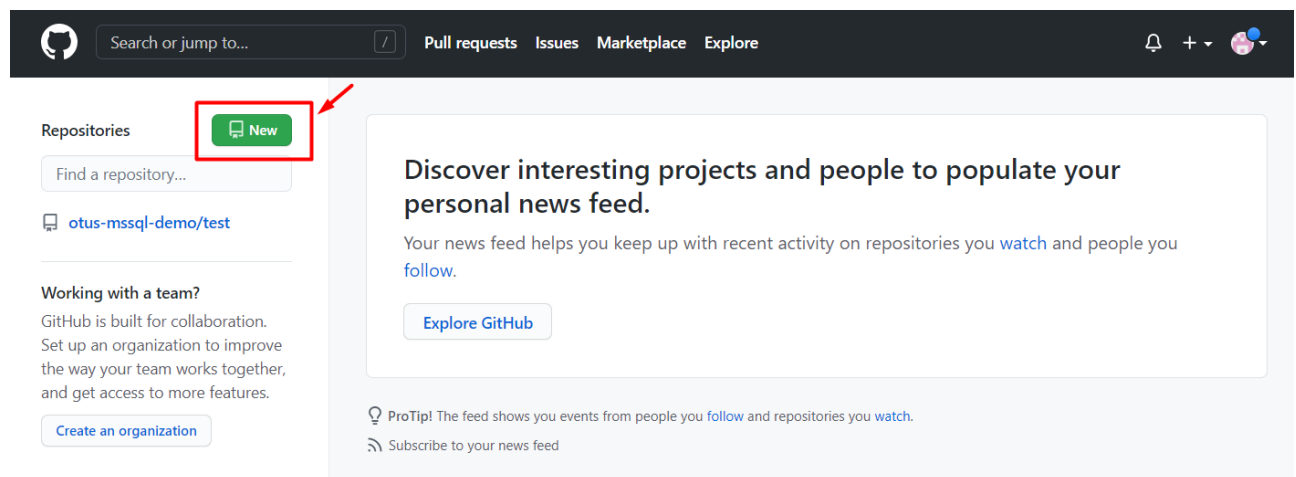 Search or jump to... /
Pull requests Issues Marketplace Explore
Repositories
New
Find a repository...
otus-mssql-demo/test
Working with a team?
GitHub is built for collaboration.
Set up an organization to improve
the way your team works together,
and get access to more features.
Create an organization
Discover interesting projects and people to populate your
personal news feed.
Your news feed helps you keep up with recent activity on repositories you watch and people you
follow.
Explore GitHub
ProTip! The feed shows you events from people you follow and repositories you watch.
Subscribe to your news feed